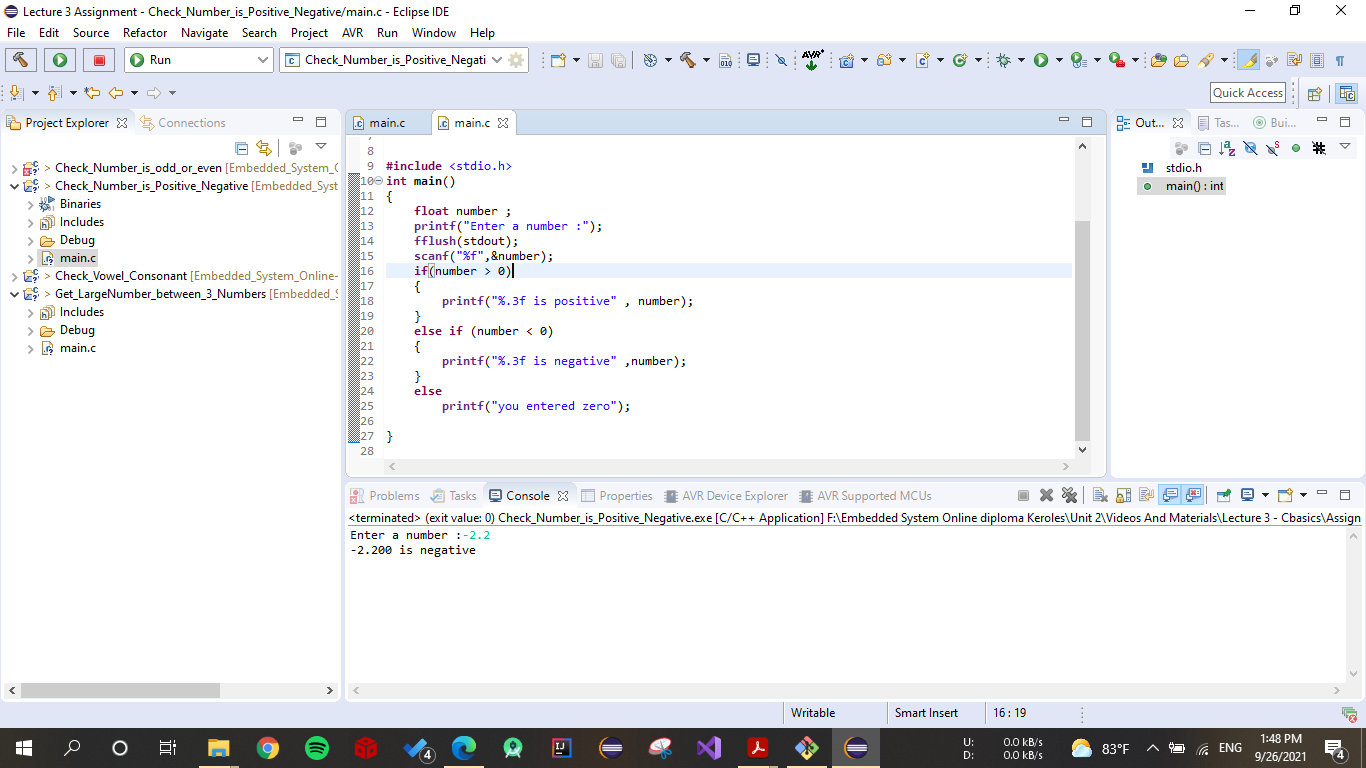 Lecture 3 Assignment - Check_Number_is_Positive_Negative/main.c - Eclipse IDE
File Edit Source Refactor Navigate Search Project AVR Run Window Help
Run Check_Number_is_Positive_Negati
Quick Access
Project Explorer Connections
> Check_Number_is_odd_or_even [Embedded_System_
> Check_Number_is_Positive_Negative [Embedded_Syst
Binaries
Includes
Debug
main.c
> Check_Vowel_Consonant [Embedded_System_Online-
> Get_LargeNumber_between_3_Numbers [Embedded_S
Includes
Debug
main.c
main.c main.c
8
9 #include <stdio.h>
10 int main()
11 {
12 float number ;
13 printf("Enter a number :");
14 fflush(stdout);
15 scanf("%f",&number);
16 if(number > 0)
17 {
18 printf("%.3f is positive" , number);
19 }
20 else if (number < 0)
21 {
22 printf("%.3f is negative" ,number);
23 }
24 else
25 printf("you entered zero");
26
27 }
28
Out... Tas... Bui...
stdio.h
main() : int
Problems Tasks Console Properties AVR Device Explorer AVR Supported MCUs
<terminated> (exit value: 0) Check_Number_is_Positive_Negative.exe [C/C++ Application] F:\Embedded System Online diploma Keroles\Unit 2\Videos And Materials\Lecture 3 - Cbasics\Assign
Enter a number :-2.2
-2.200 is negative
Writable Smart Insert 16 : 19
4
U: 0.0 kB/s
D: 0.0 kB/s
83°F
ENG
1:48 PM
9/26/2021
4